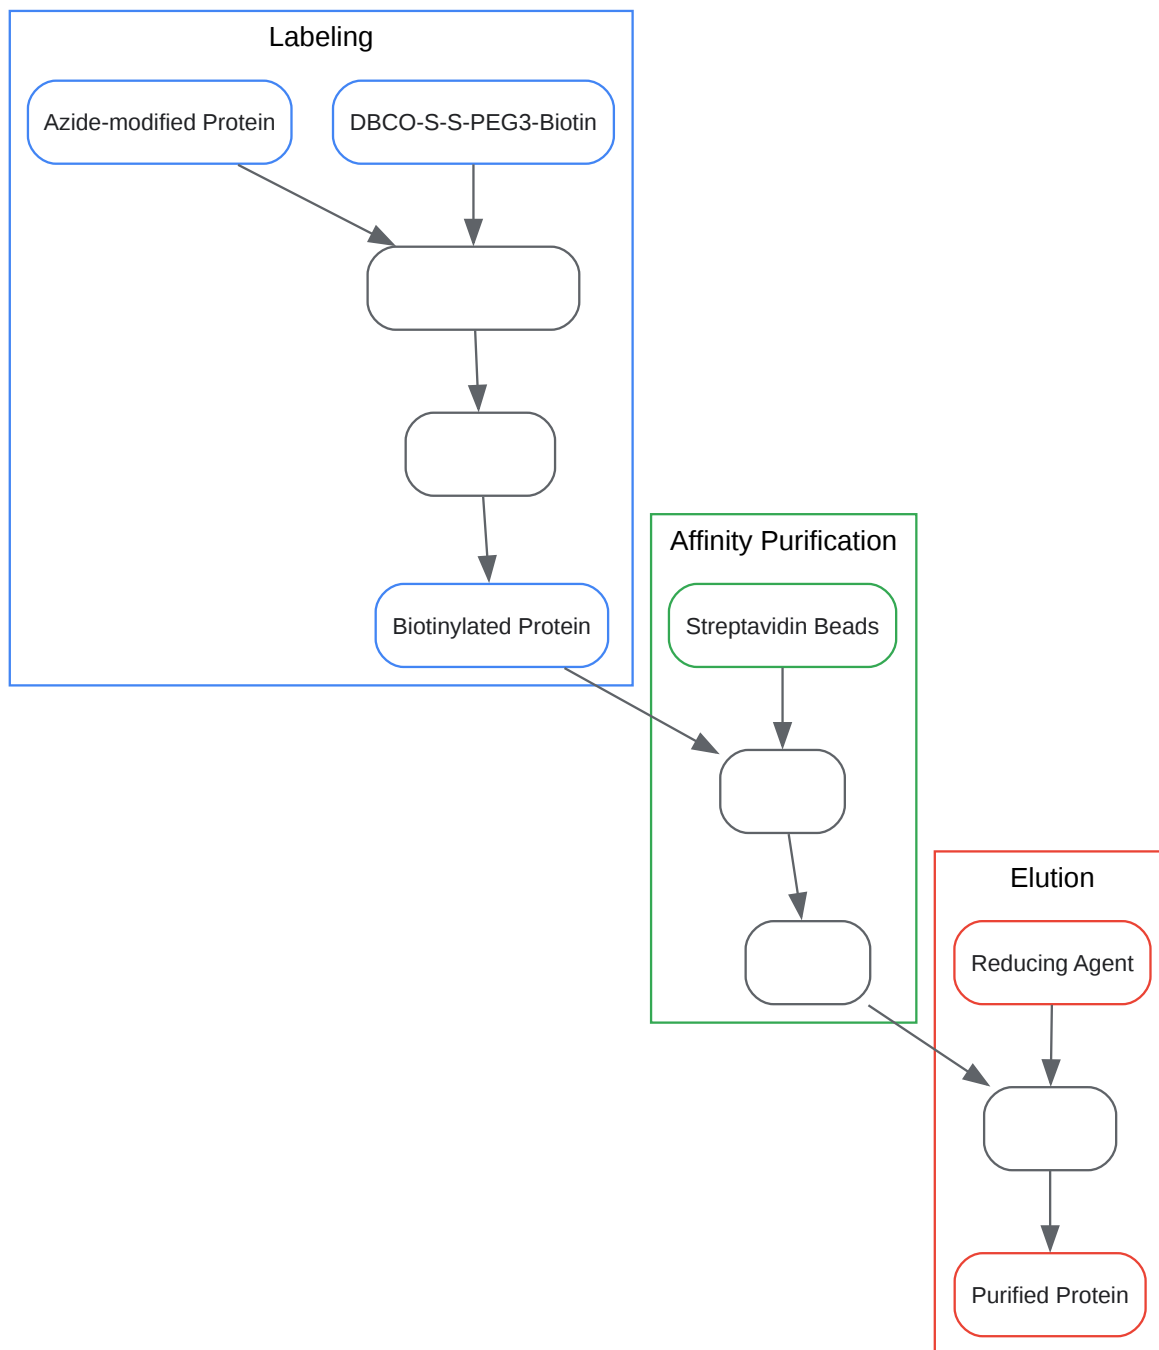 Labeling
Azide-modified Protein
DBCO-S-S-PEG3-Biotin
Biotinylated Protein
Affinity Purification
Streptavidin Beads
Elution
Reducing Agent
Purified Protein